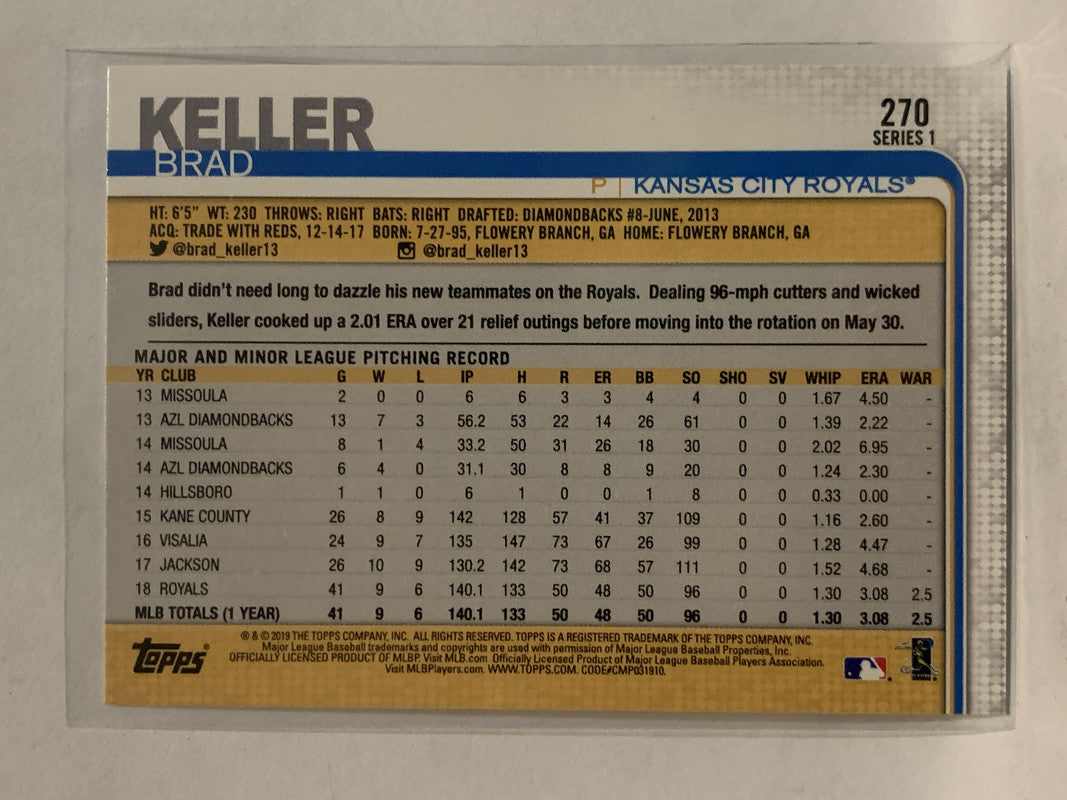 KELLER
BRAD
270
SERIES 1
P | KANSAS CITY ROYALS®
HT: 6'5" WT: 230 THROWS: RIGHT BATS: RIGHT DRAFTED: DIAMONDBACKS #8-JUNE, 2013
ACQ: TRADE WITH REDS, 12-14-17 BORN: 7-27-95, FLOWERY BRANCH, GA HOME: FLOWERY BRANCH, GA
@brad_keller13 @brad_keller13
Brad didn't need long to dazzle his new teammates on the Royals. Dealing 96-mph cutters and wicked
sliders, Keller cooked up a 2.01 ERA over 21 relief outings before moving into the rotation on May 30.
MAJOR AND MINOR LEAGUE PITCHING RECORD
YR CLUB G W L IP H R ER BB SO SHO SV WHIP ERA WAR
13 MISSOULA 2 0 0 6 6 3 3 4 4 0 0 1.67 4.50 -
13 AZL DIAMONDBACKS 13 7 3 56.2 53 22 14 26 61 0 0 1.39 2.22 -
14 MISSOULA 8 1 4 33.2 50 31 26 18 30 0 0 2.02 6.95 -
14 AZL DIAMONDBACKS 6 4 0 31.1 30 8 8 9 20 0 0 1.24 2.30 -
14 HILLSBORO 1 1 0 6 1 0 0 1 8 0 0 0.33 0.00 -
15 KANE COUNTY 26 8 9 142 128 57 41 37 109 0 0 1.16 2.60 -
16 VISALIA 24 9 7 135 147 73 67 26 99 0 0 1.28 4.47 -
17 JACKSON 26 10 9 130.2 142 73 68 57 111 0 0 1.52 4.68 -
18 ROYALS 41 9 6 140.1 133 50 48 50 96 0 0 1.30 3.08 2.5
MLB TOTALS (1 YEAR) 41 9 6 140.1 133 50 48 50 96 0 0 1.30 3.08 2.5
Topps®
® & © 2019 THE TOPPS COMPANY, INC. ALL RIGHTS RESERVED. TOPPS IS A REGISTERED TRADEMARK OF THE TOPPS COMPANY, INC.
Major League Baseball trademarks and copyrights are used with permission of Major League Baseball Properties, Inc.
OFFICIALLY LICENSED PRODUCT OF MLBP. Visit MLB.com Officially Licensed Product of Major League Baseball Players Association.
Visit MLBPlayers.com. WWW.TOPPS.COM. CODE#CMP031910.